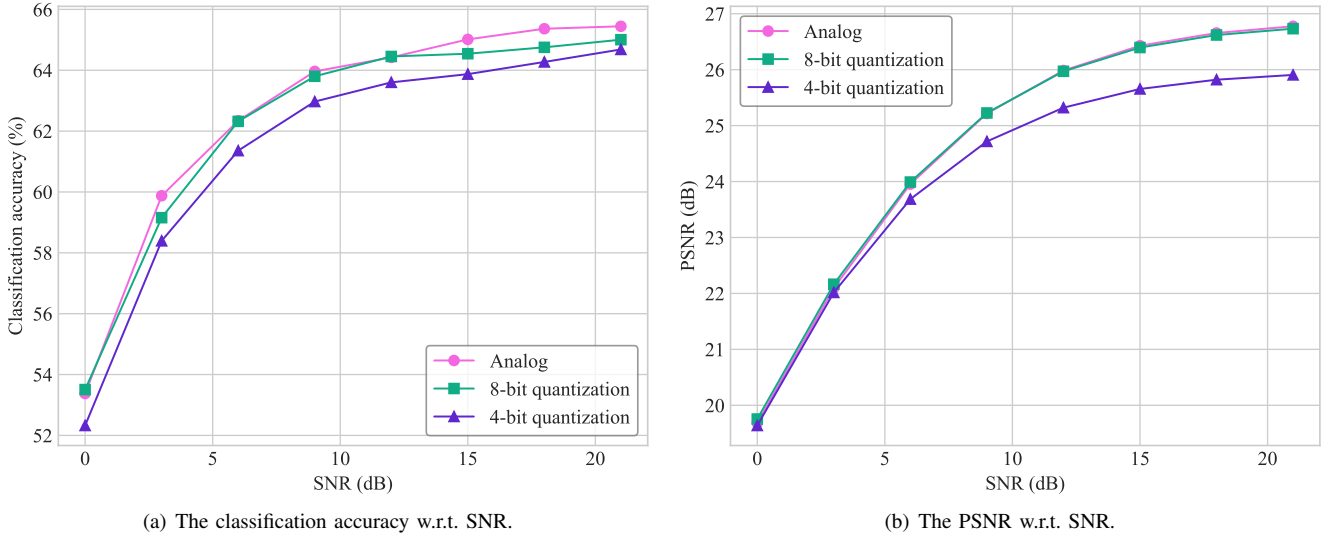 66
64
62
60
58
56
54
52
Classification accuracy (%)
0 5 10 15 20
SNR (dB)
Analog
8-bit quantization
4-bit quantization
(a) The classification accuracy w.r.t. SNR.
27
26
25
24
23
22
21
20
PSNR (dB)
Analog
8-bit quantization
4-bit quantization
0 5 10 15 20
SNR (dB)
(b) The PSNR w.r.t. SNR.